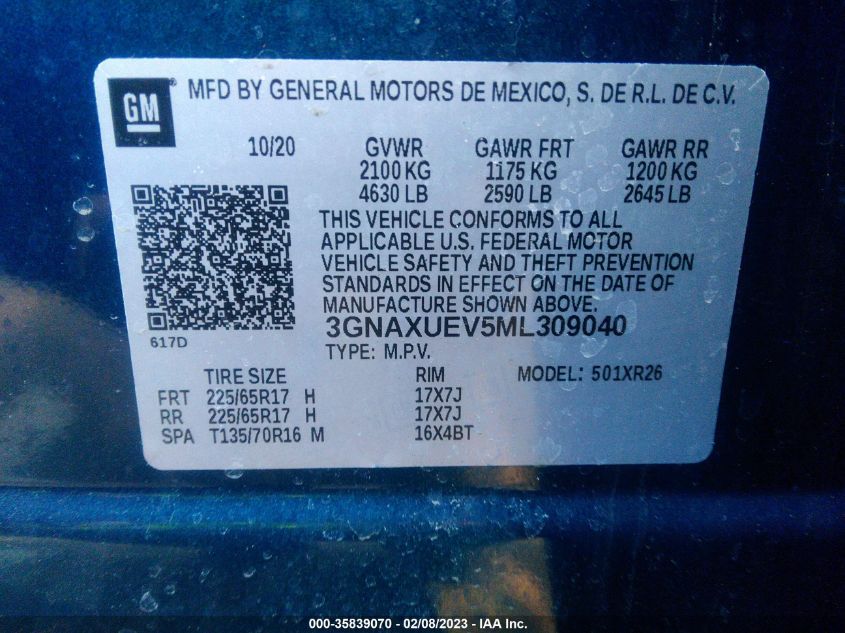 GM ® MFD BY GENERAL MOTORS DE MEXICO, S. DE R.L. DE C.V.
10/20 GVWR GAWR FRT GAWR RR
2100 KG 1175 KG 1200 KG
4630 LB 2590 LB 2645 LB
THIS VEHICLE CONFORMS TO ALL
APPLICABLE U.S. FEDERAL MOTOR
VEHICLE SAFETY AND THEFT PREVENTION
STANDARDS IN EFFECT ON THE DATE OF
MANUFACTURE SHOWN ABOVE.
617D
3GNAXUEV5ML309040
TYPE: M.P.V.
TIRE SIZE RIM MODEL: 501XR26
FRT 225/65R17 H 17X7J
RR 225/65R17 H 17X7J
SPA T135/70R16 M 16X4BT
000-35839070 - 02/08/2023 - IAA Inc.